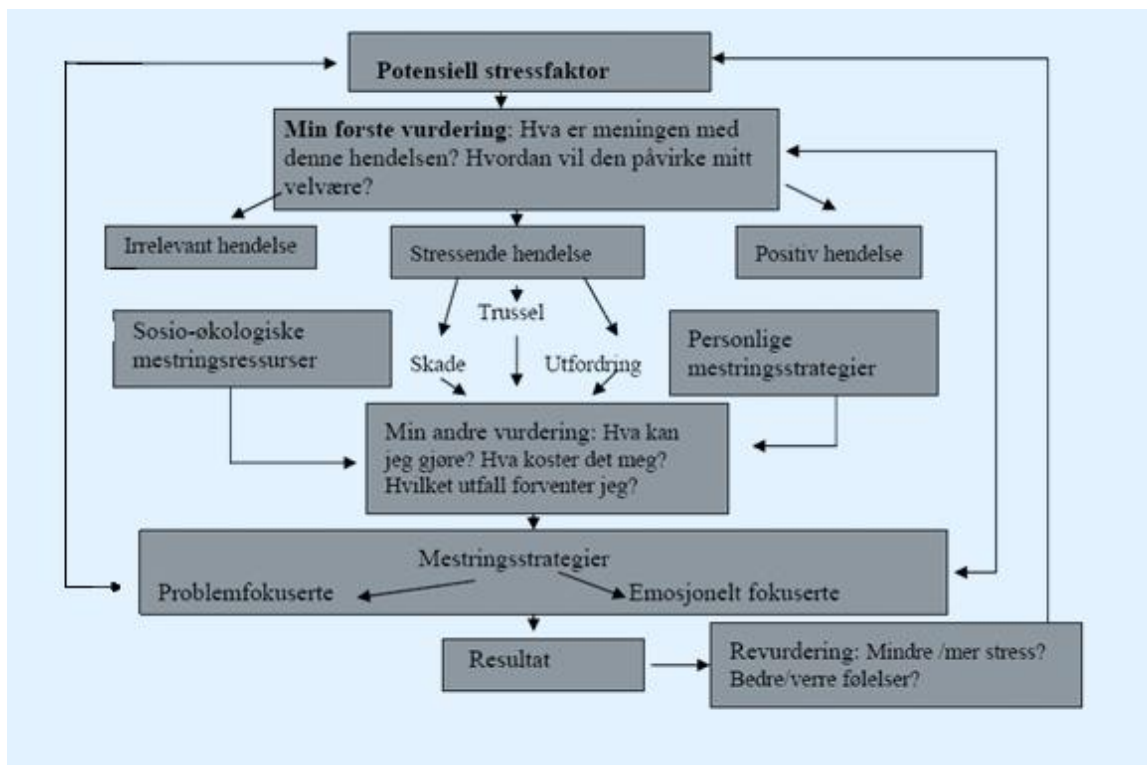 Potensiell stressfaktor
Min første vurdering: Hva er meningen med
denne hendelsen? Hvordan vil den påvirke mitt
velvære?
Irrelevant hendelse
Stressende hendelse
Positiv hendelse
Trussel
Skade
Utfordring
Sosio-økologiske
mestringsressurser
Personlige
mestringsstrategier
Min andre vurdering: Hva kan
jeg gjøre? Hva koster det meg?
Hvilket utfall forventer jeg?
Mestringsstrategier
Problemfokuserte
Emosjonelt fokuserte
Resultat
Revurdering: Mindre /mer stress?
Bedre/verre følelser?